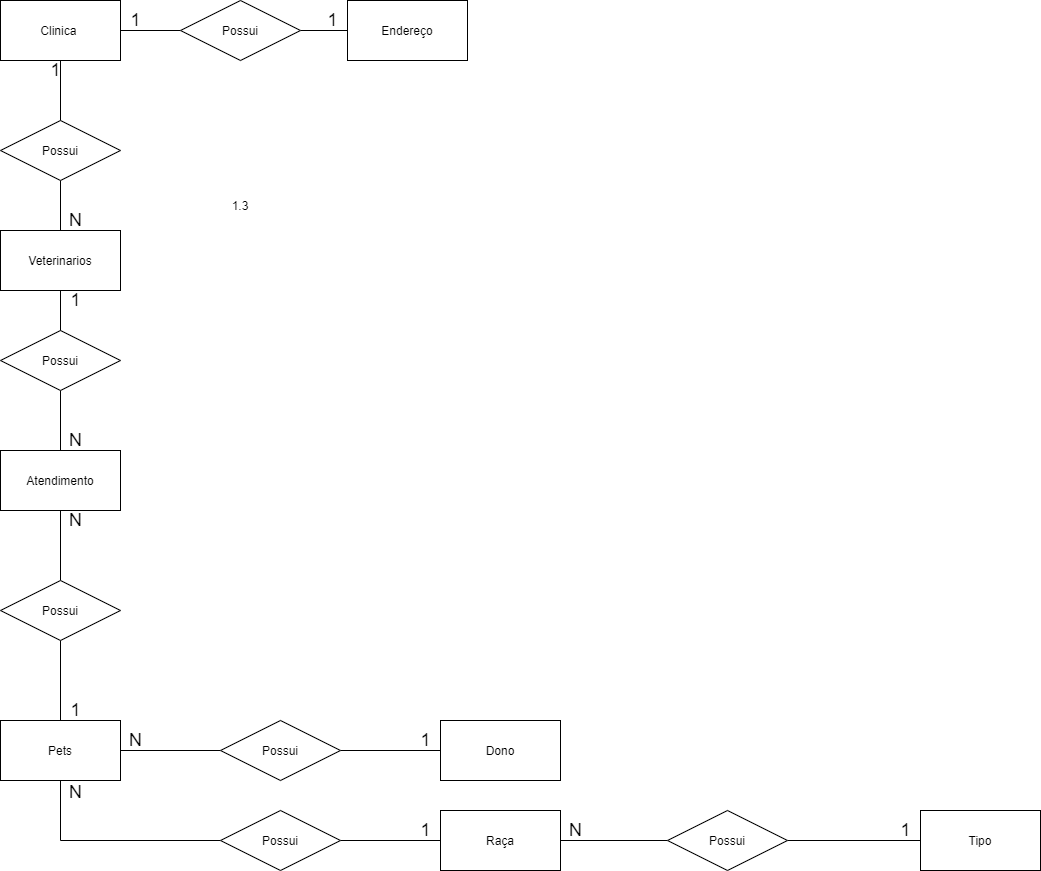 Clinica
1
Possui
1
Endereço
1
Possui
N
1.3
Veterinarios
1
Possui
N
Atendimento
N
Possui
1
Pets
N
Possui
1
Dono
N
Possui
1
Raça
N
Possui
1
Tipo